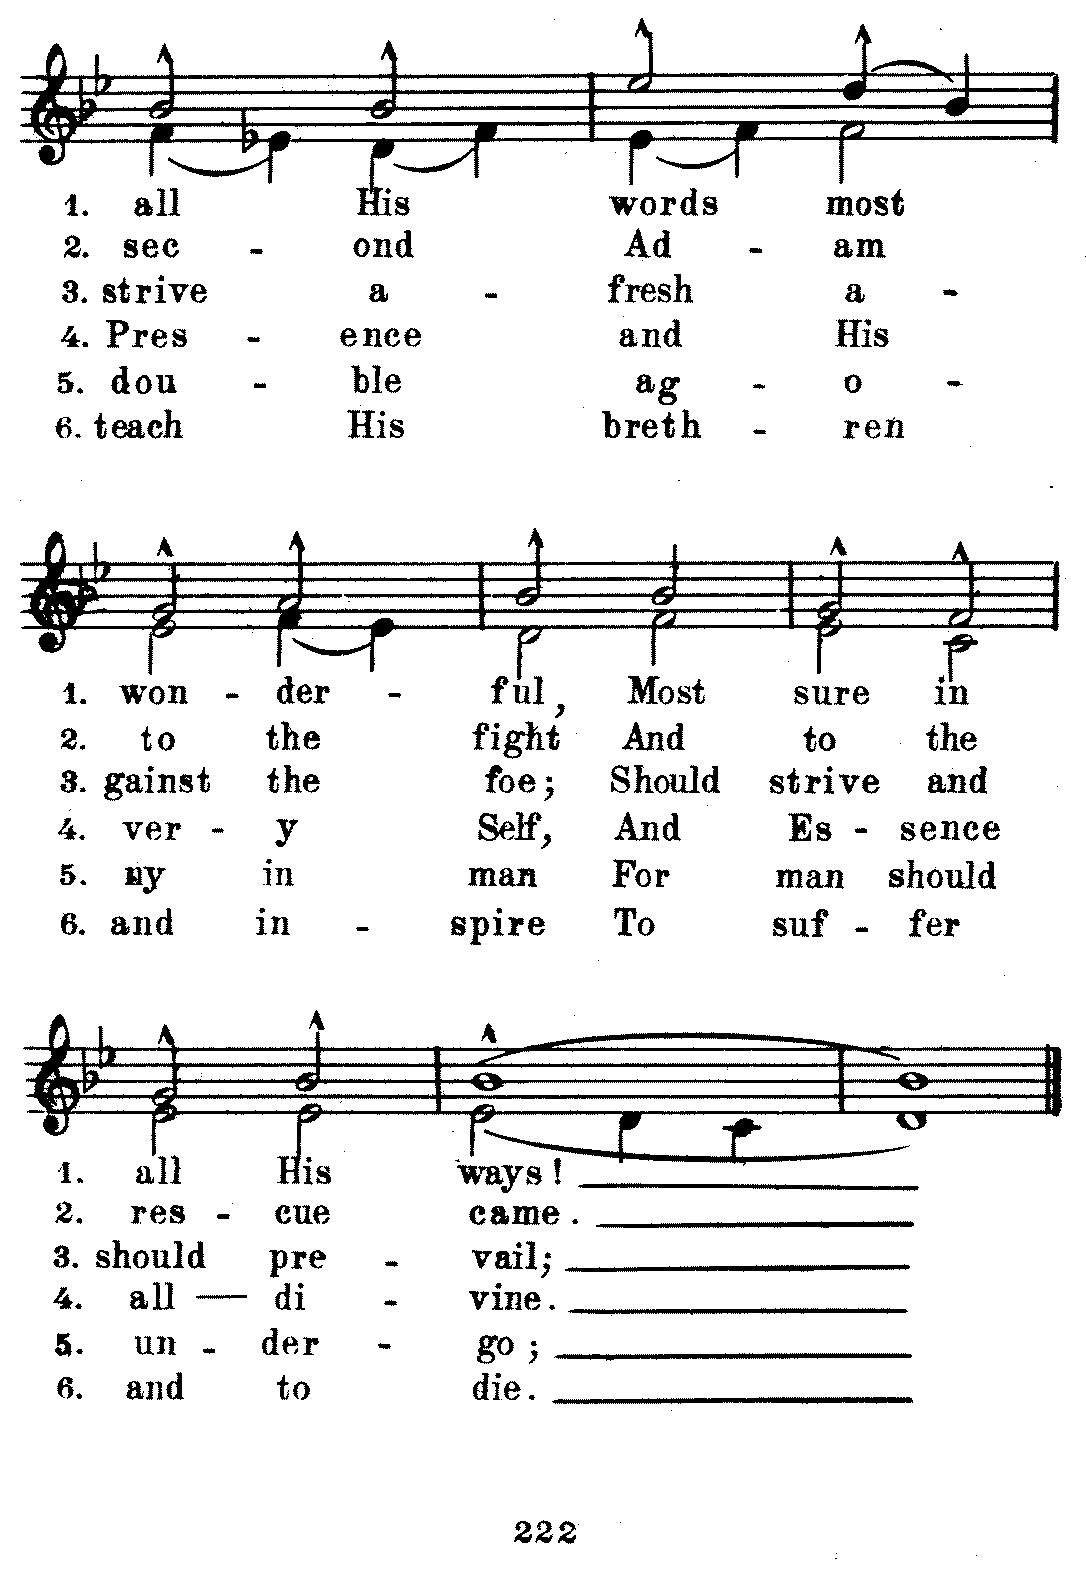 1. all His words most
2. sec - ond Ad - am
3. strive a - fresh a -
4. Pres - ence and His
5. dou - ble ag - o -
6. teach His breth - ren
1. won - der - ful, Most sure in
2. to the fight And to the
3. gainst the foe; Should strive and
4. ver - y Self, And Es - sence
5. ny in man For man should
6. and in - spire To suf - fer
1. all His ways!
2. res - cue came.
3. should pre - vail;
4. all — di - vine.
5. un - der - go;
6. and to die.
222